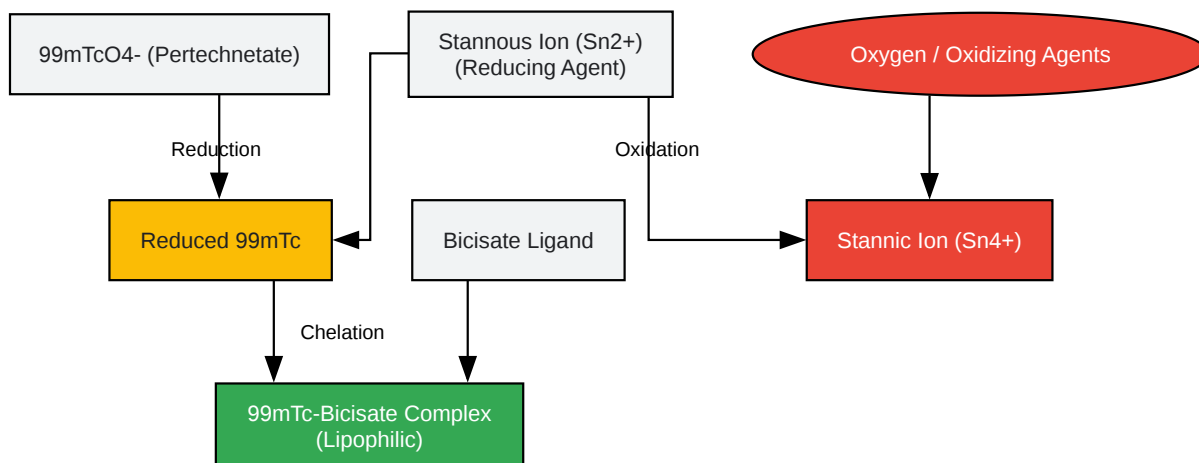 99mTcO4- (Pertechnetate)
Stannous Ion (Sn2+)
(Reducing Agent)
Oxygen / Oxidizing Agents
Reduction
Oxidation
Reduced 99mTc
Bicisate Ligand
Stannic Ion (Sn4+)
Chelation
99mTc-Bicisate Complex
(Lipophilic)